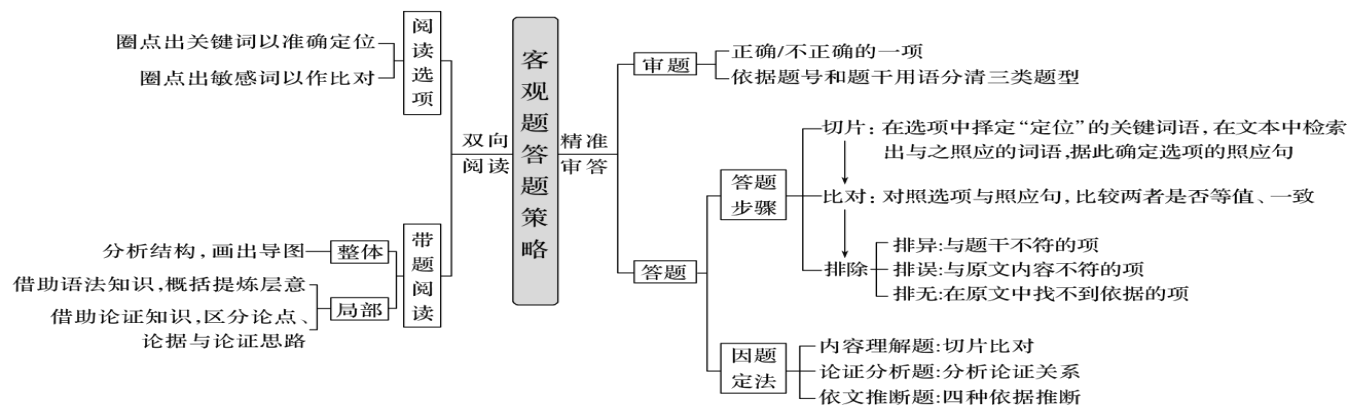 阅读选项
圈点出关键词以准确定位
圈点出敏感词以作比对
双向
阅读
带题阅读
整体
分析结构，画出导图
局部
借助语法知识，概括提炼层意
借助论证知识，区分论点、
论据与论证思路
客观题答题策略
精准
审答
审题
正确/不正确的一项
依据题号和题干用语分清三类题型
答题
答题
步骤
切片：在选项中择定“定位”的关键词语，在文本中检索
出与之照应的词语，据此确定选项的照应句
比对：对照选项与照应句，比较两者是否等值、一致
排除
排异：与题干不符的项
排误：与原文内容不符的项
排无：在原文中找不到依据的项
因题
定法
内容理解题：切片比对
论证分析题：分析论证关系
依文推断题：四种依据推断